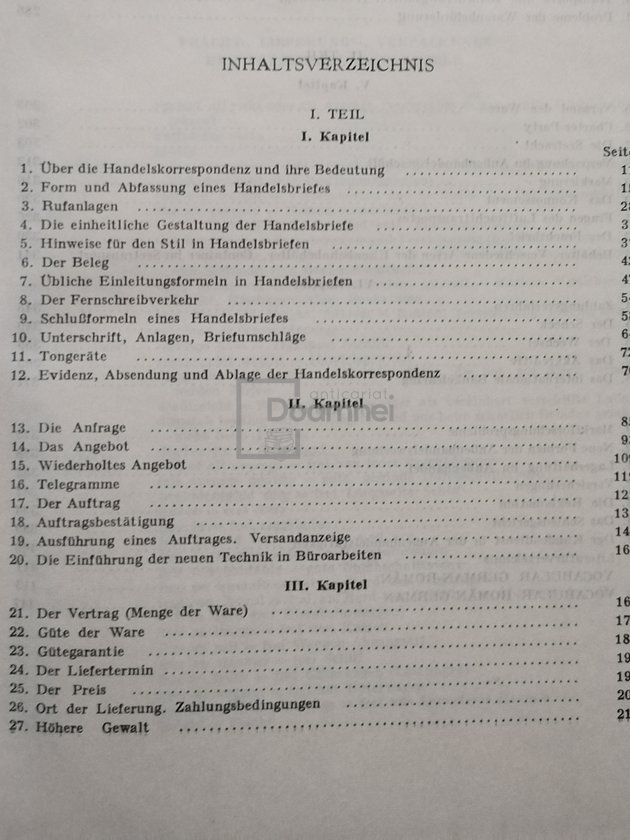 INHALTSVERZEICHNIS
I. TEIL
I. Kapitel
Seite
1. Über die Handelskorrespondenz und ihre Bedeutung
2. Form und Abfassung eines Handelsbriefes
3. Rufanlagen
4. Die einheitliche Gestaltung der Handelsbriefe
5. Hinweise für den Stil in Handelsbriefen
6. Der Beleg
7. Übliche Einleitungsformeln in Handelsbriefen
8. Der Fernschreibverkehr
9. Schlußformeln eines Handelsbriefes
10. Unterschrift, Anlagen, Briefumschläge
11. Tongeräte
12. Evidenz, Absendung und Ablage der Handelskorrespondenz
II. Kapitel
anticariat
Doamnei
13. Die Anfrage
14. Das Angebot
15. Wiederholtes Angebot
16. Telegramme
17. Der Auftrag
18. Auftragsbestätigung
19. Ausführung eines Auftrages. Versandanzeige
20. Die Einführung der neuen Technik in Büroarbeiten
III. Kapitel
21. Der Vertrag (Menge der Ware)
22. Güte der Ware
23. Gütegarantie
24. Der Liefertermin
25. Der Preis
26. Ort der Lieferung. Zahlungsbedingungen
27. Höhere Gewalt